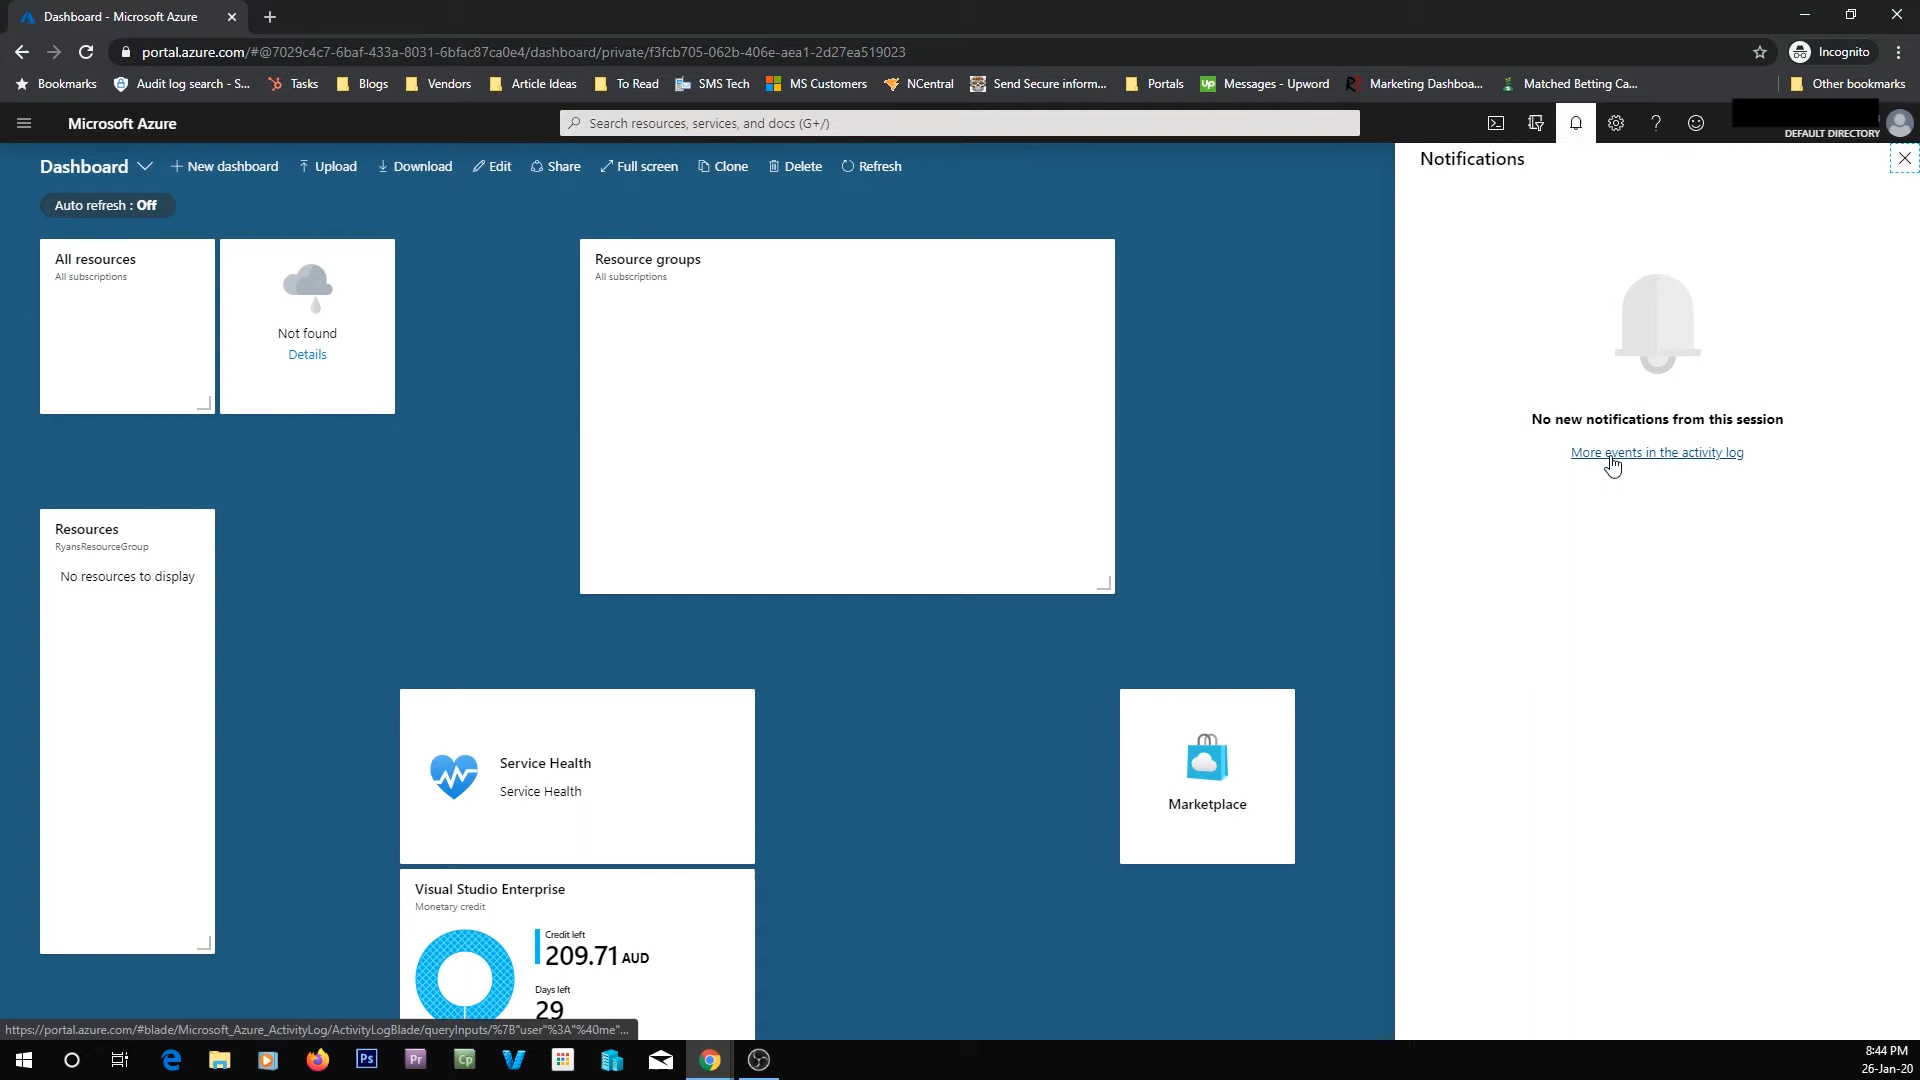 Dashboard - Microsoft Azure
portal.azure.com/#@7029c4c7-6baf-433a-8031-6bfac87ca0e4/dashboard/private/f3fcb705-062b-406e-aea1-2d27ea519023
Incognito
Bookmarks Audit log search - S... Tasks Blogs Vendors Article Ideas To Read SMS Tech MS Customers NCentral Send Secure inform... Portals Up Messages - Upword Marketing Dashboa... Matched Betting Ca... Other bookmarks
Microsoft Azure
Search resources, services, and docs (G+/)
DEFAULT DIRECTORY
Dashboard New dashboard Upload Download Edit Share Full screen Clone Delete Refresh
Auto refresh : Off
All resources
All subscriptions
Not found
Details
Resource groups
All subscriptions
Resources
RyansResourceGroup
No resources to display
Service Health
Service Health
Marketplace
Visual Studio Enterprise
Monetary credit
Credit left
209.71 AUD
Days left
29
Notifications
No new notifications from this session
More events in the activity log
https://portal.azure.com/#blade/Microsoft_Azure_ActivityLog/ActivityLogBlade/queryInputs/%7B"user"%3A"%40me"...
Ps Pr Cp
8:44 PM
26-Jan-20